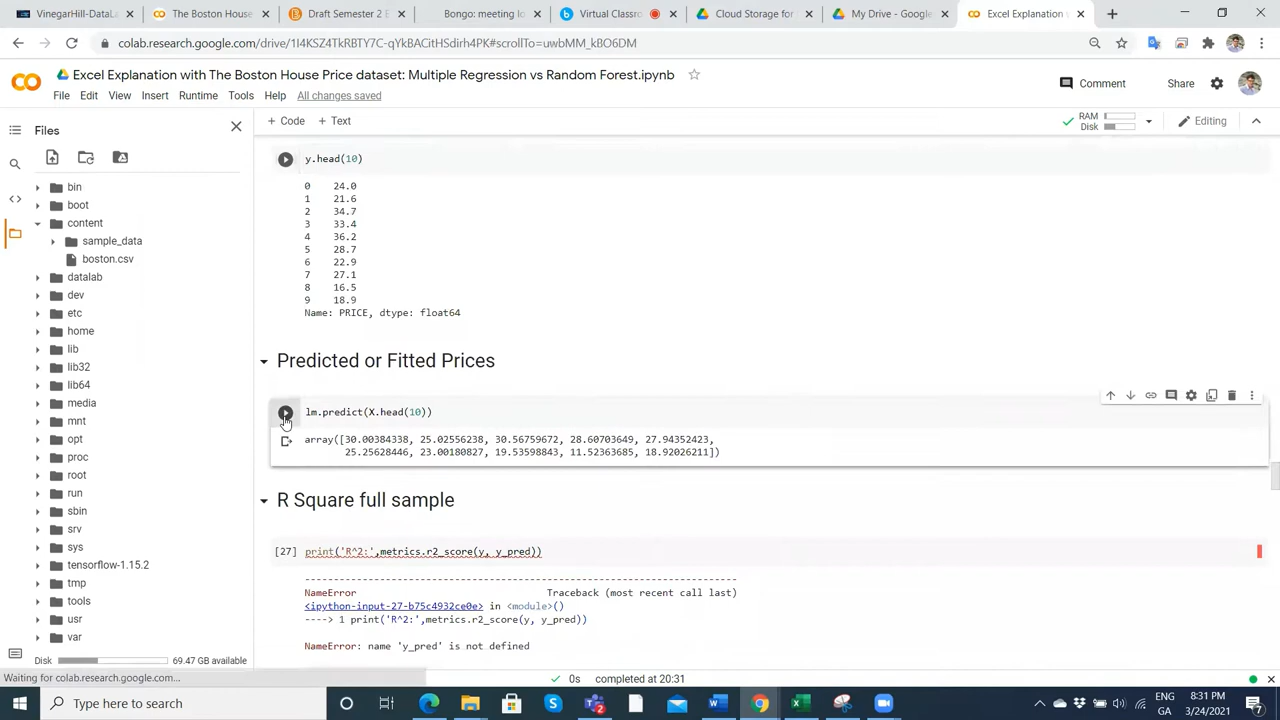 VinegarHill-DataLa
The Boston House
Draft Semester 2 E
Bongo: meeting lo
Virtual Classro
Cloud Storage for
My Drive - Google
Excel Explanation
colab.research.google.com/drive/1I4KSZ4TkRBTY7C-qYkBACitHSdirh4PK#scrollTo=uwbMM_kBO6DM
Excel Explanation with The Boston House Price dataset: Multiple Regression vs Random Forest.ipynb
Comment
Share
File Edit View Insert Runtime Tools Help All changes saved
Files
+ Code + Text
RAM
Disk
Editing
bin
boot
content
sample_data
boston.csv
datalab
dev
etc
home
lib
lib32
lib64
media
mnt
opt
proc
root
run
sbin
srv
sys
tensorflow-1.15.2
tmp
tools
usr
var
Disk 69.47 GB available
y.head(10)
0 24.0
1 21.6
2 34.7
3 33.4
4 36.2
5 28.7
6 22.9
7 27.1
8 16.5
9 18.9
Name: PRICE, dtype: float64
Predicted or Fitted Prices
lm.predict(X.head(10))
array([30.00384338, 25.02556238, 30.56759672, 28.60703649, 27.94352423,
25.25628446, 23.00180827, 19.53598843, 11.52363685, 18.92026211])
R Square full sample
[27] print('R^2:',metrics.r2_score(y, y_pred))
---------------------------------------------------------------------------
NameError Traceback (most recent call last)
<ipython-input-27-b75c4932ce0e> in <module>()
----> 1 print('R^2:',metrics.r2_score(y, y_pred))
NameError: name 'y_pred' is not defined
Waiting for colab.research.google.com...
0s completed at 20:31
Type here to search
ENG
GA
8:31 PM
3/24/2021